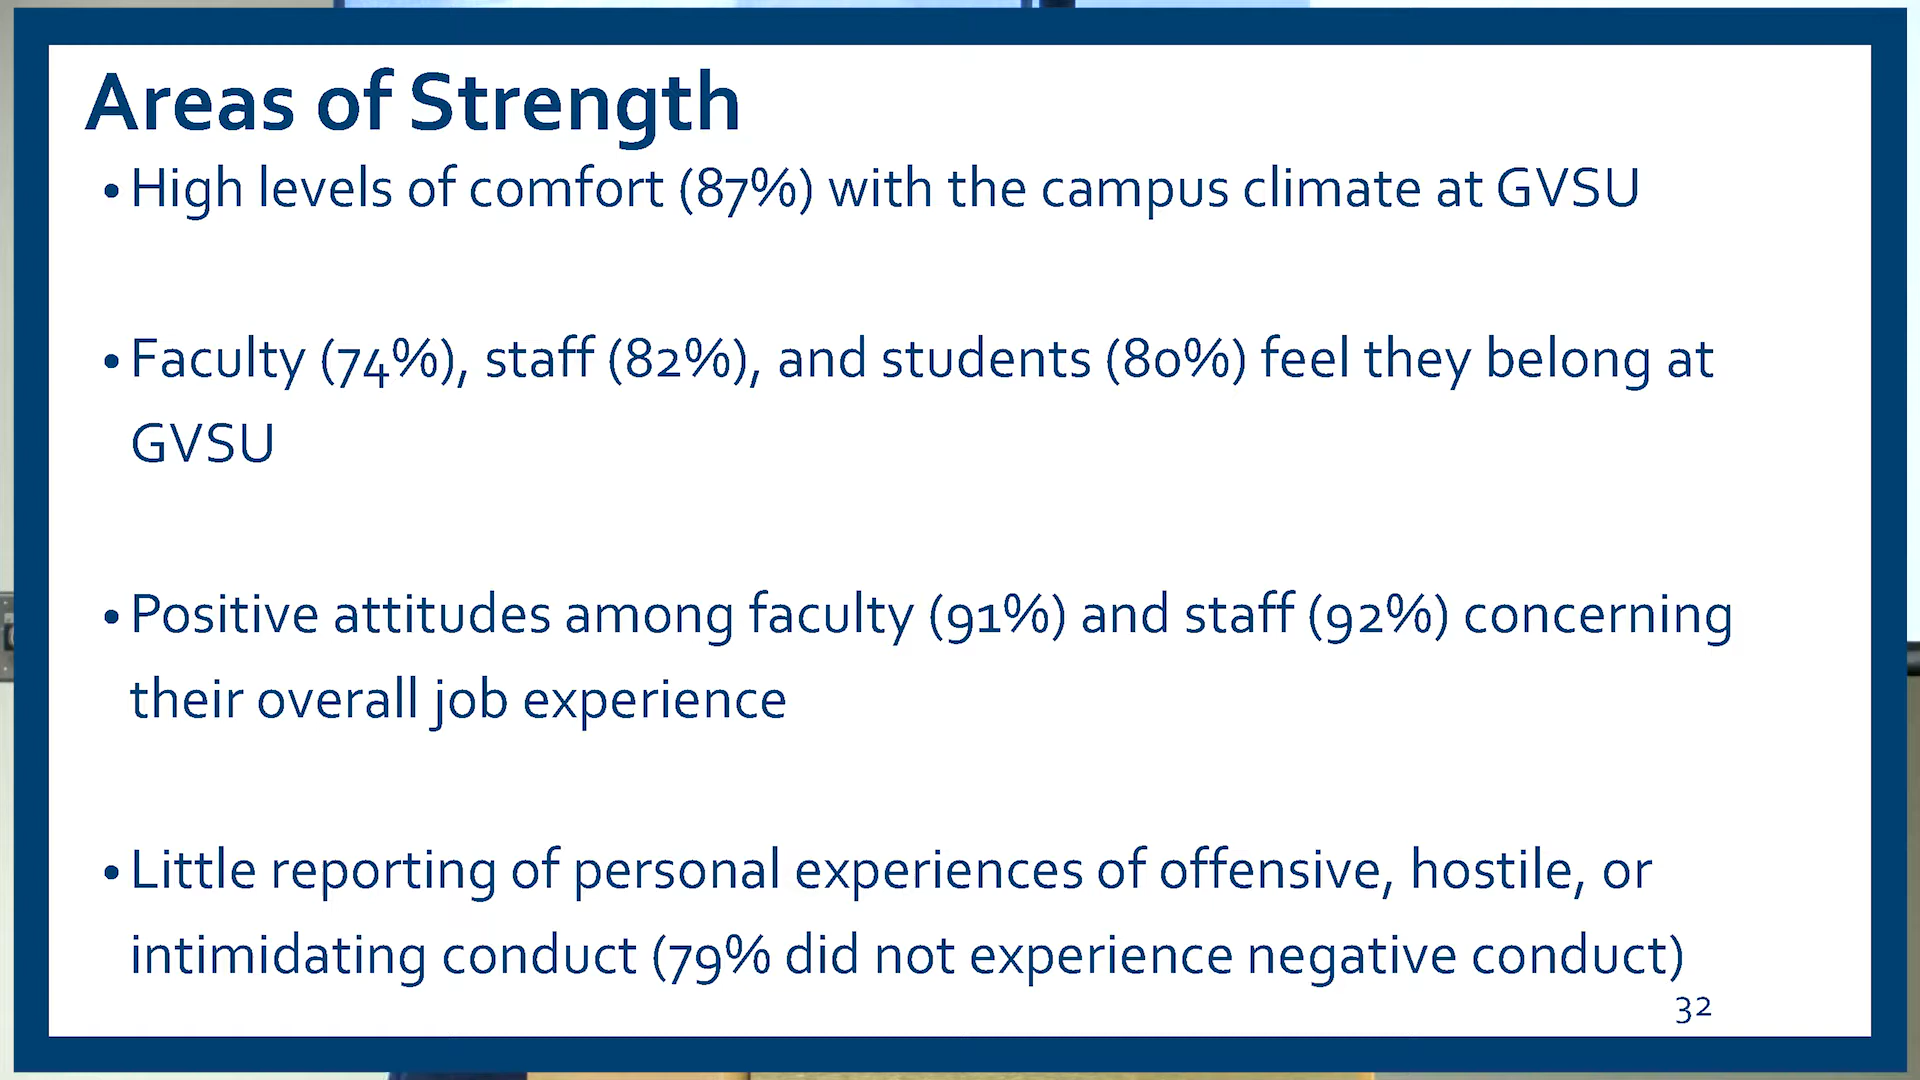 Areas of Strength
• High levels of comfort (87%) with the campus climate at GVSU
• Faculty (74%), staff (82%), and students (80%) feel they belong at
GVSU
• Positive attitudes among faculty (91%) and staff (92%) concerning
their overall job experience
• Little reporting of personal experiences of offensive, hostile, or
intimidating conduct (79% did not experience negative conduct)
32